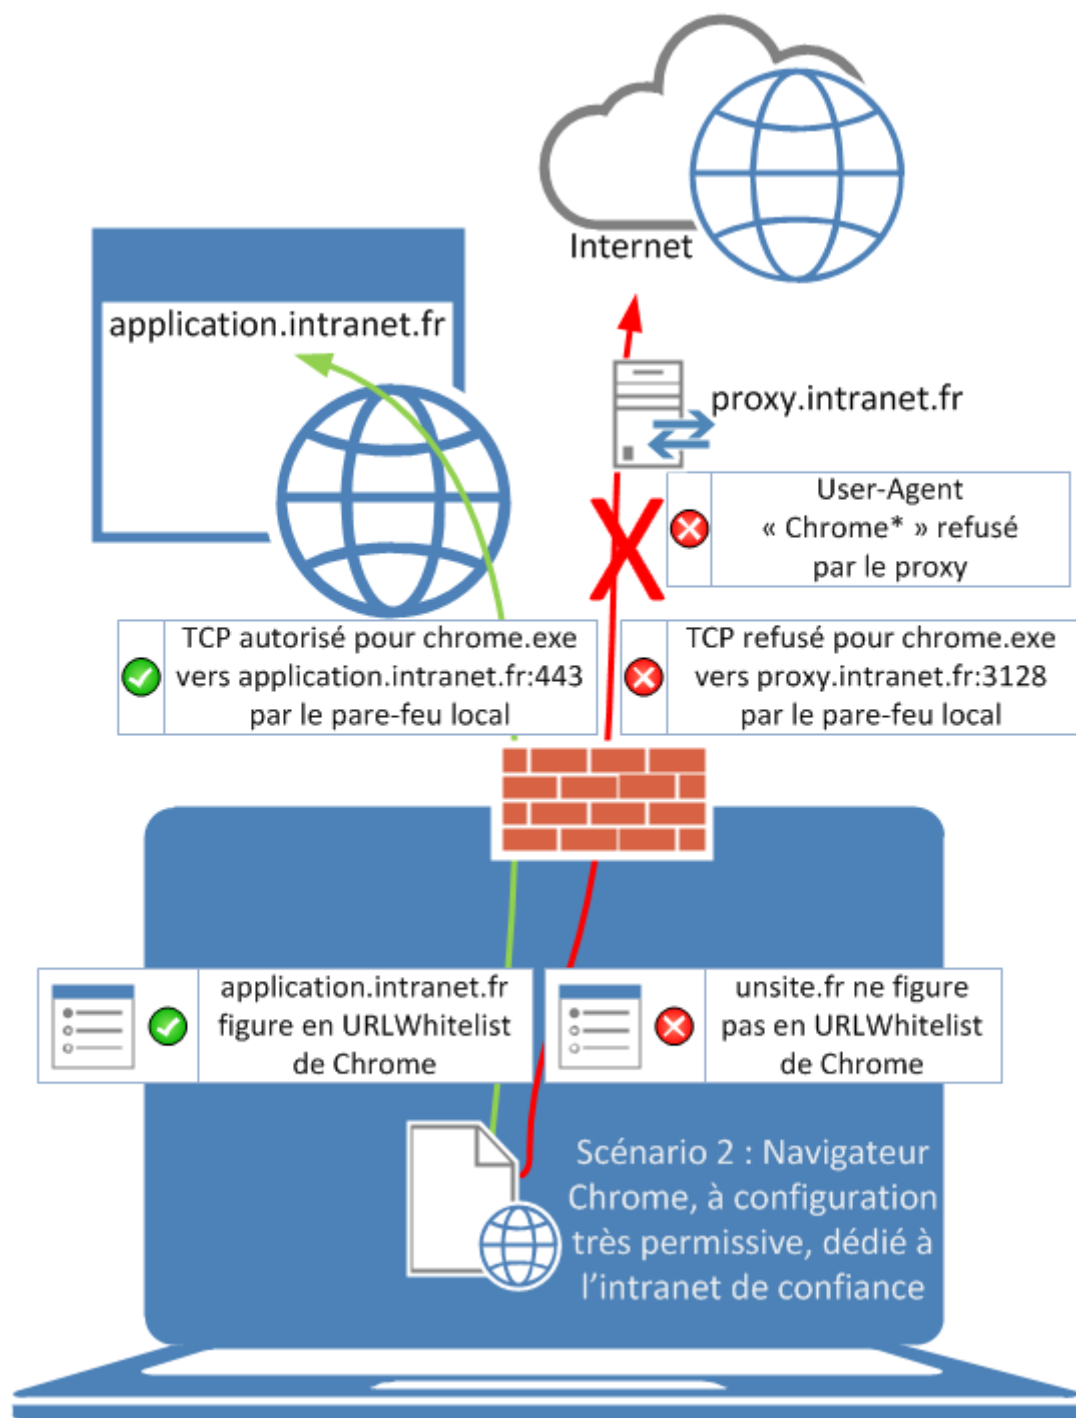 Internet
application.intranet.fr
proxy.intranet.fr
User-Agent
« Chrome* » refusé
par le proxy
TCP autorisé pour chrome.exe
vers application.intranet.fr:443
par le pare-feu local
TCP refusé pour chrome.exe
vers proxy.intranet.fr:3128
par le pare-feu local
application.intranet.fr
figure en URLWhitelist
de Chrome
unsite.fr ne figure
pas en URLWhitelist
de Chrome
Scénario 2 : Navigateur
Chrome, à configuration
très permissive, dédié à
l’intranet de confiance